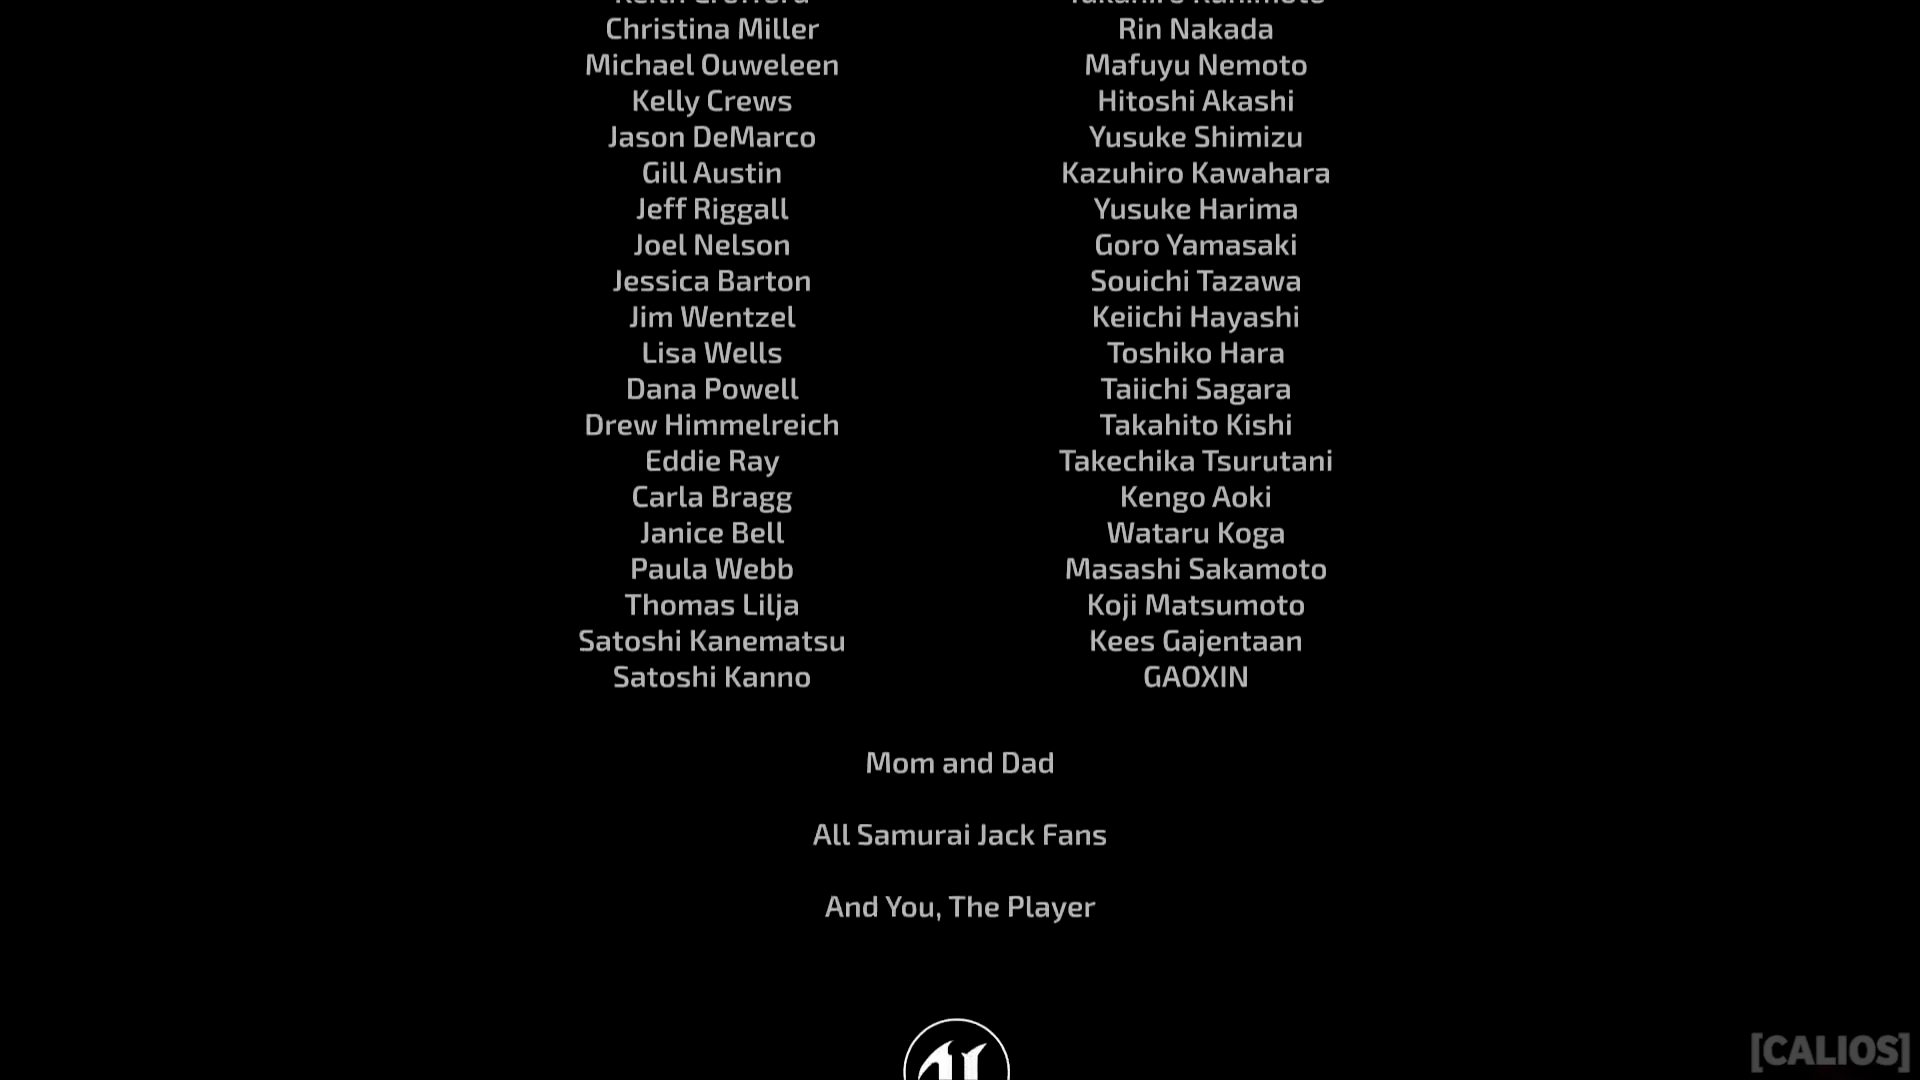 Keith Crofford
Christina Miller
Michael Ouweleen
Kelly Crews
Jason DeMarco
Gill Austin
Jeff Riggall
Joel Nelson
Jessica Barton
Jim Wentzel
Lisa Wells
Dana Powell
Drew Himmelreich
Eddie Ray
Carla Bragg
Janice Bell
Paula Webb
Thomas Lilja
Satoshi Kanematsu
Satoshi Kanno
Rin Nakada
Mafuyu Nemoto
Hitoshi Akashi
Yusuke Shimizu
Kazuhiro Kawahara
Yusuke Harima
Goro Yamasaki
Souichi Tazawa
Keiichi Hayashi
Toshiko Hara
Taiichi Sagara
Takahito Kishi
Takechika Tsurutani
Kengo Aoki
Wataru Koga
Masashi Sakamoto
Koji Matsumoto
Kees Gajentaan
GAOXIN
Mom and Dad
All Samurai Jack Fans
And You, The Player
[CALIOS]